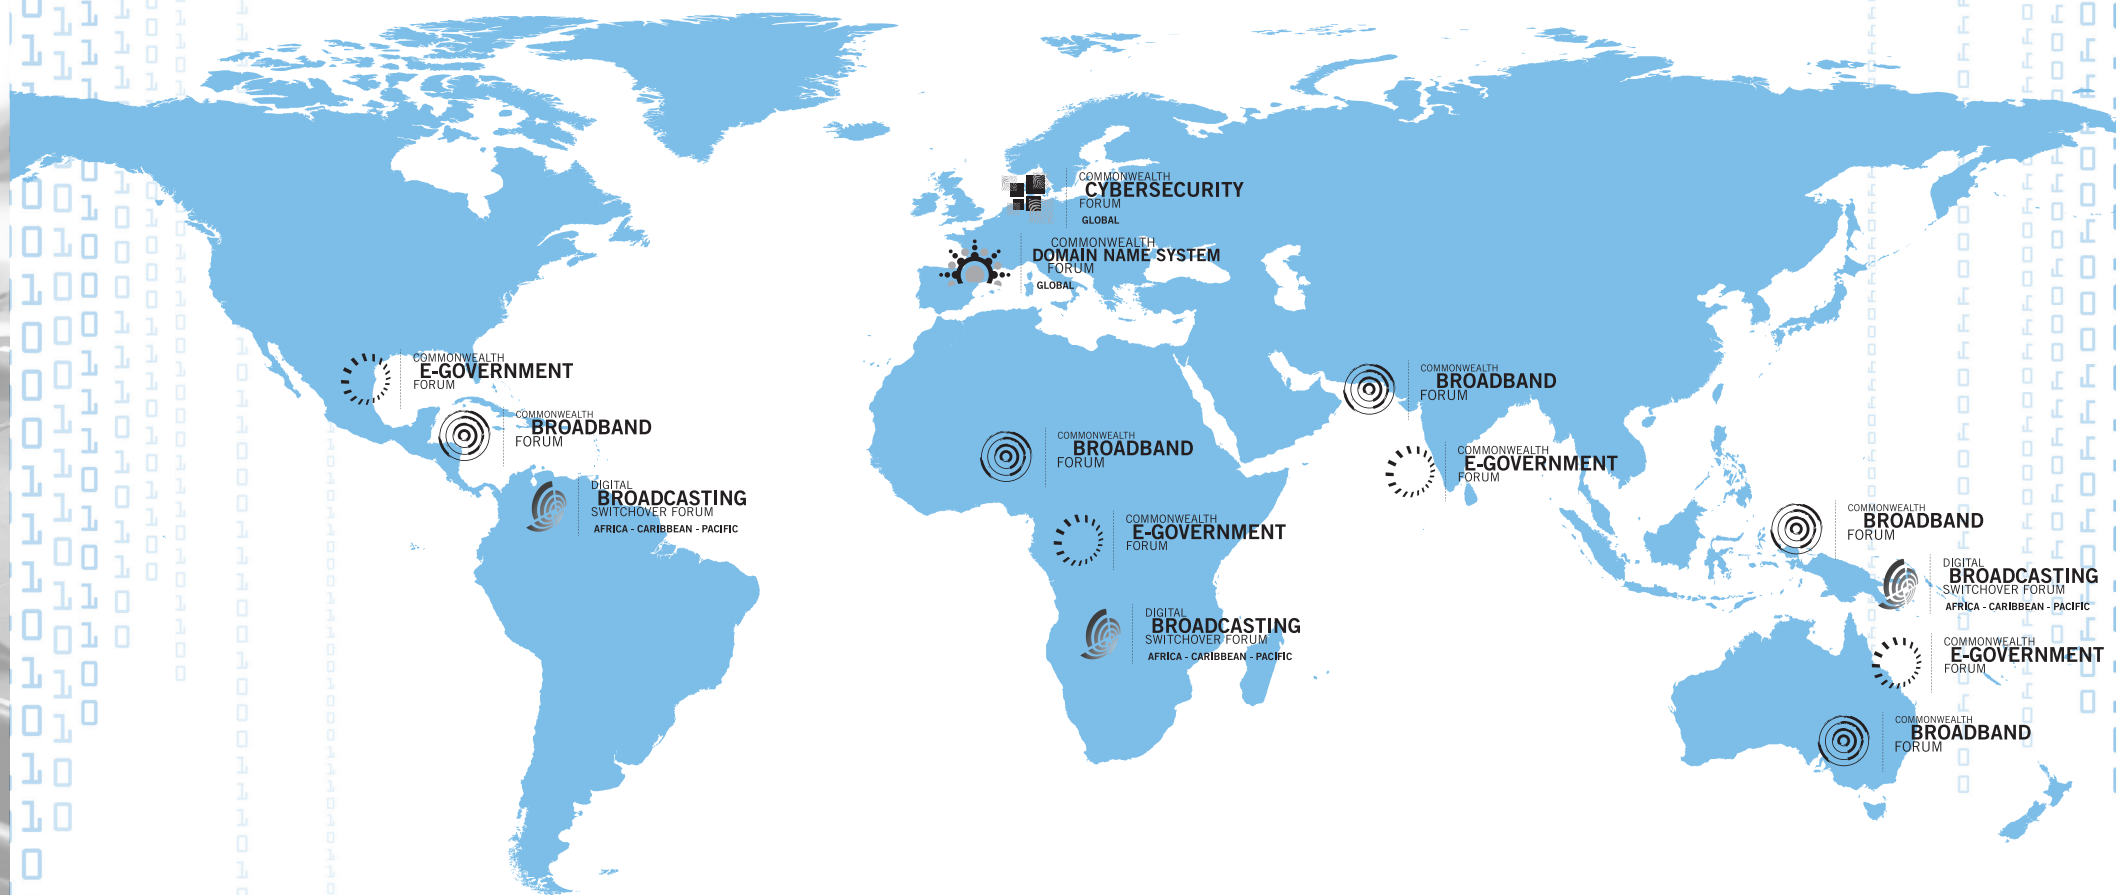 COMMONWEALTH
CYBERSECURITY
FORUM
GLOBAL
COMMONWEALTH
DOMAIN NAME SYSTEM
FORUM
GLOBAL
COMMONWEALTH
E-GOVERNMENT
FORUM
COMMONWEALTH
BROADBAND
FORUM
DIGITAL
BROADCASTING
SWITCHOVER FORUM
AFRICA - CARIBBEAN - PACIFIC
COMMONWEALTH
BROADBAND
FORUM
COMMONWEALTH
E-GOVERNMENT
FORUM
DIGITAL
BROADCASTING
SWITCHOVER FORUM
AFRICA - CARIBBEAN - PACIFIC
COMMONWEALTH
BROADBAND
FORUM
COMMONWEALTH
E-GOVERNMENT
FORUM
COMMONWEALTH
BROADBAND
FORUM
DIGITAL
BROADCASTING
SWITCHOVER FORUM
AFRICA - CARIBBEAN - PACIFIC
COMMONWEALTH
E-GOVERNMENT
FORUM
COMMONWEALTH
BROADBAND
FORUM